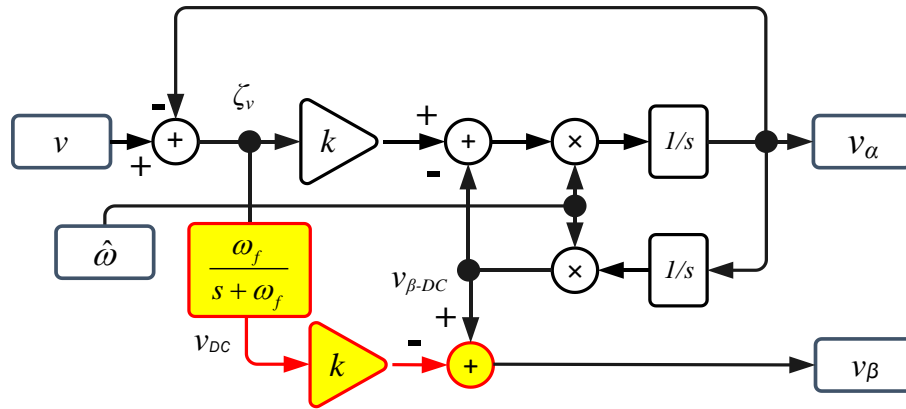 -
ζv
+
v
+
+
k
-
+
×
1/s
vα
ω̂
ωf
s + ωf
vβ-DC
×
1/s
vDC
k
-
+
+
vβ